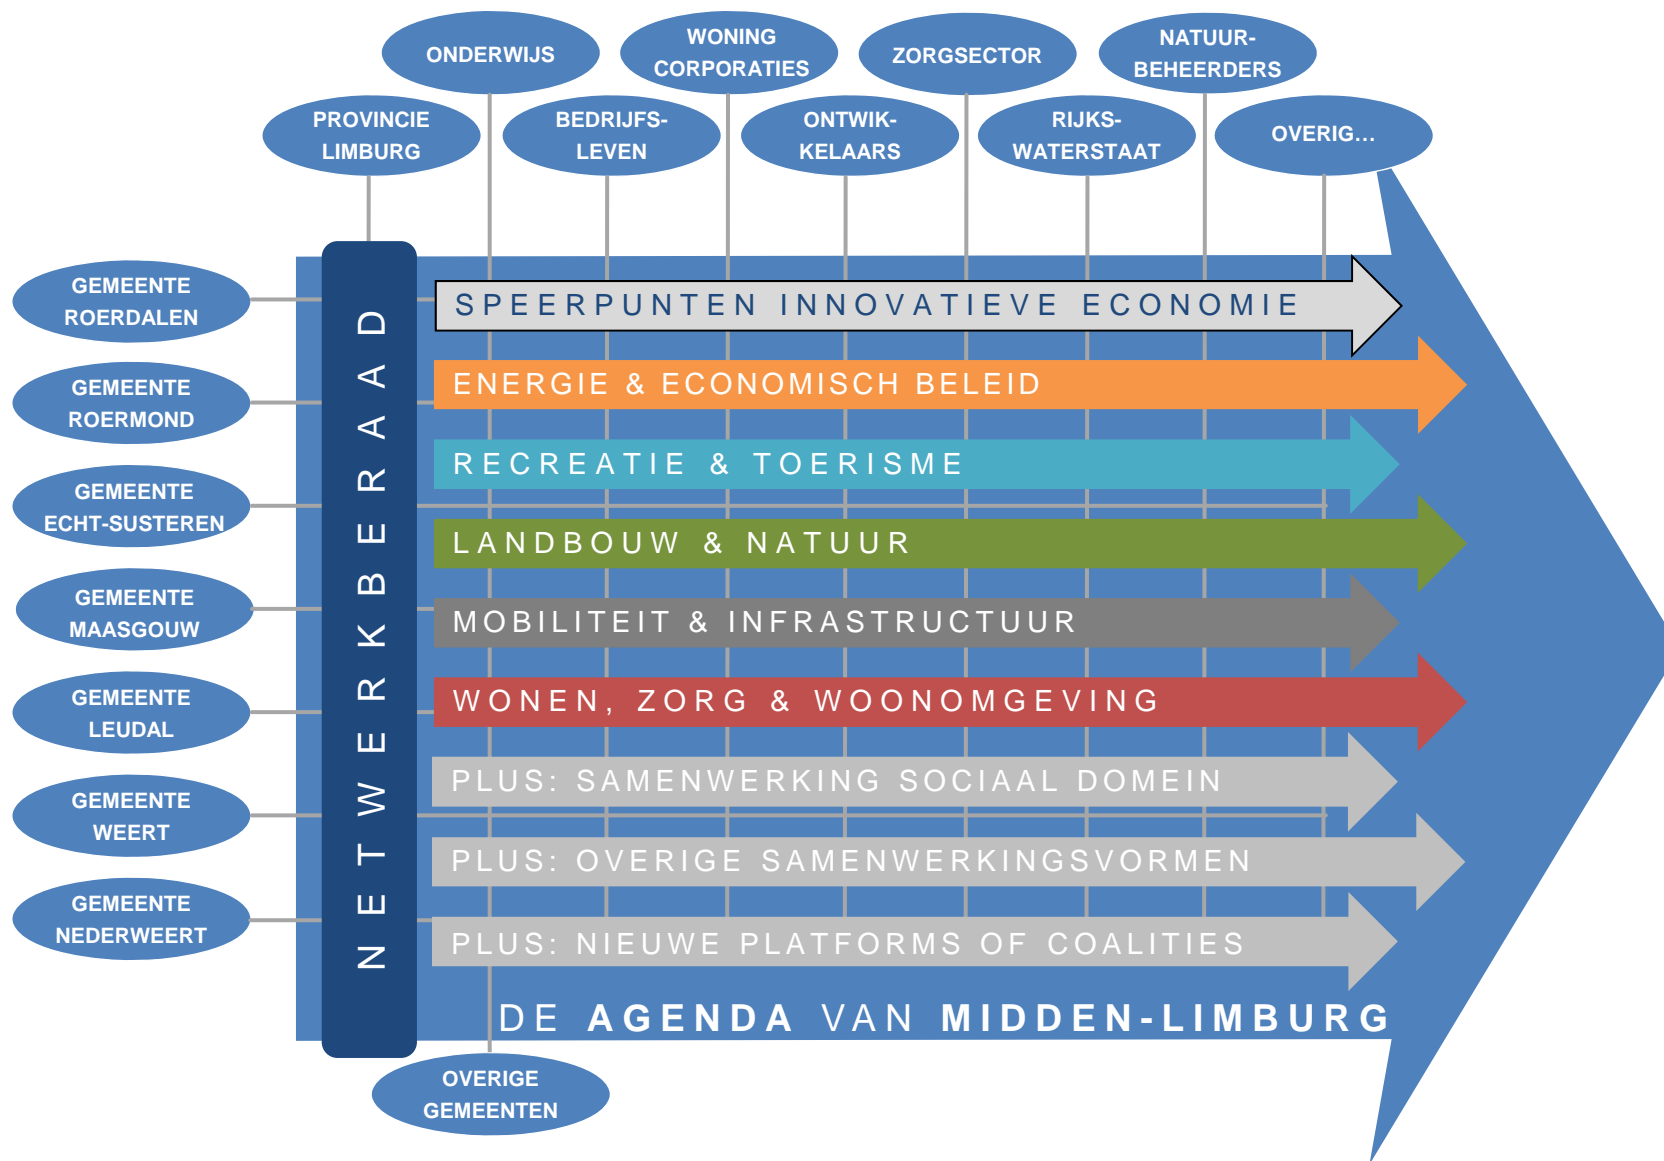 ONDERWIJS
WONING
CORPORATIES
ZORGSECTOR
NATUUR-
BEHEERDERS
PROVINCIE
LIMBURG
BEDRIJFS-
LEVEN
ONTWIK-
KELAARS
RIJKS-
WATERSTAAT
OVERIG...
GEMEENTE
ROERDALEN
GEMEENTE
ROERMOND
GEMEENTE
ECHT-SUSTEREN
GEMEENTE
MAASGOUW
GEMEENTE
LEUDAL
GEMEENTE
WEERT
GEMEENTE
NEDERWEERT
NETWERKBERAAD
SPEERPUNTEN INNOVATIEVE ECONOMIE
ENERGIE & ECONOMISCH BELEID
RECREATIE & TOERISME
LANDBOUW & NATUUR
MOBILITEIT & INFRASTRUCTUUR
WONEN, ZORG & WOONOMGEVING
PLUS: SAMENWERKING SOCIAAL DOMEIN
PLUS: OVERIGE SAMENWERKINGSVORMEN
PLUS: NIEUWE PLATFORMS OF COALITIES
DE AGENDA VAN MIDDEN-LIMBURG
OVERIGE
GEMEENTEN